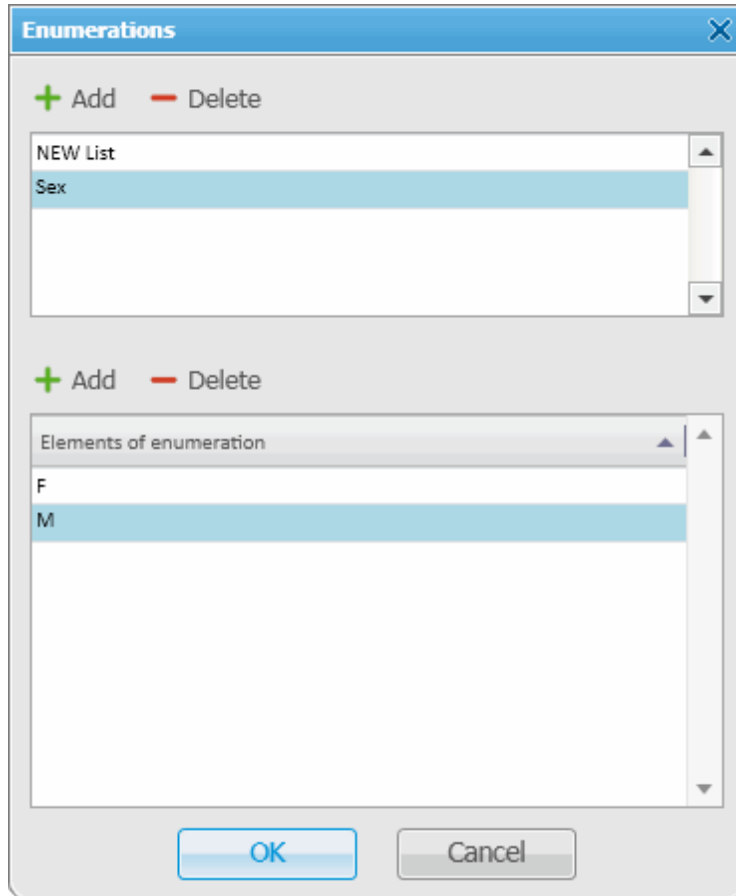 Enumerations
Add Delete
NEW List
Sex
Add Delete
Elements of enumeration
F
M
OK Cancel